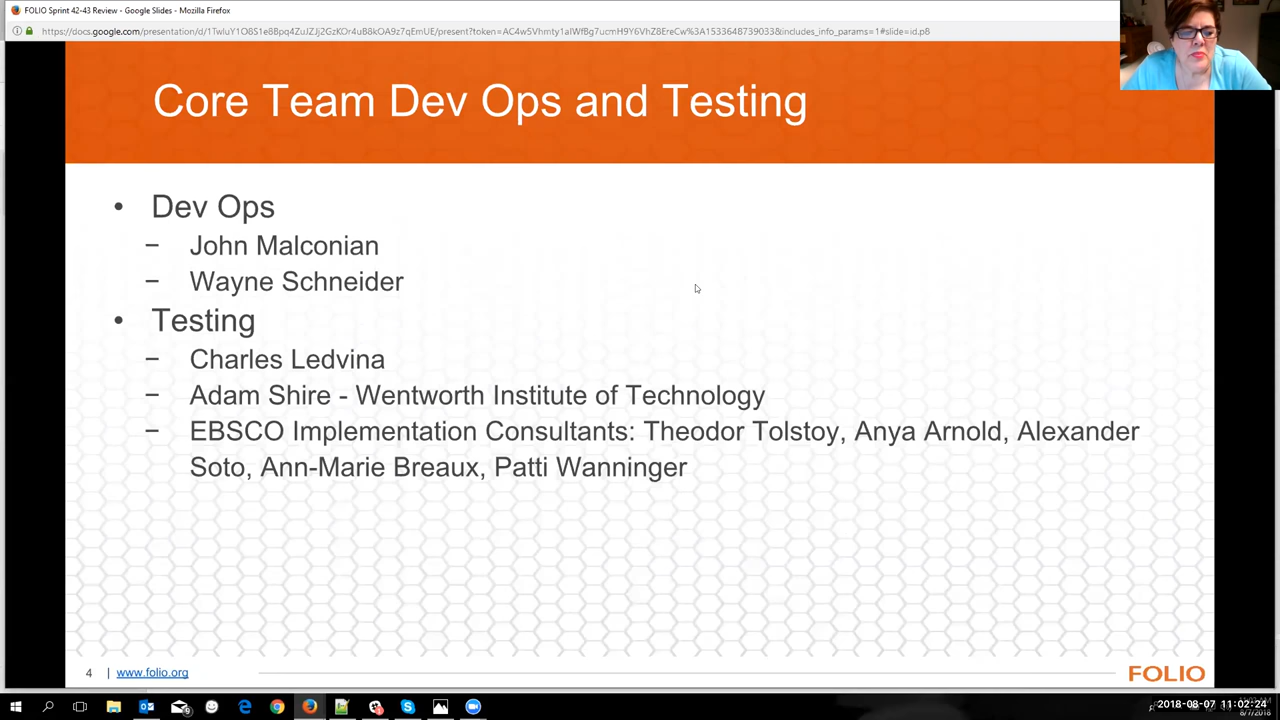 FOLIO Sprint 42-43 Review - Google Slides - Mozilla Firefox
Core Team Dev Ops and Testing
• Dev Ops
– John Malconian
– Wayne Schneider
• Testing
– Charles Ledvina
– Adam Shire - Wentworth Institute of Technology
– EBSCO Implementation Consultants: Theodor Tolstoy, Anya Arnold, Alexander
Soto, Ann-Marie Breaux, Patti Wanninger
4 | www.folio.org
FOLIO
2018-08-07 11:02:24